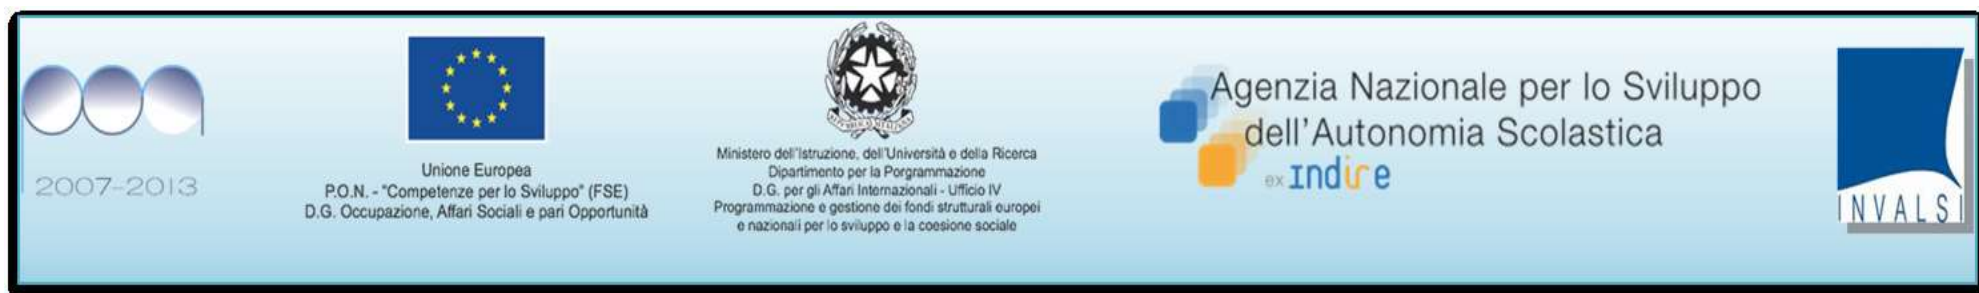 2007-2013
Unione Europea
P.O.N. - "Competenze per lo Sviluppo" (FSE)
D.G. Occupazione, Affari Sociali e pari Opportunità
REPVBBLICA ITALIANA
Ministero dell'Istruzione, dell'Università e della Ricerca
Dipartimento per la Porgrammazione
D.G. per gli Affari Internazionali - Ufficio IV
Programmazione e gestione dei fondi strutturali europei
e nazionali per lo sviluppo e la coesione sociale
Agenzia Nazionale per lo Sviluppo
dell'Autonomia Scolastica
ex indire
INVALSI